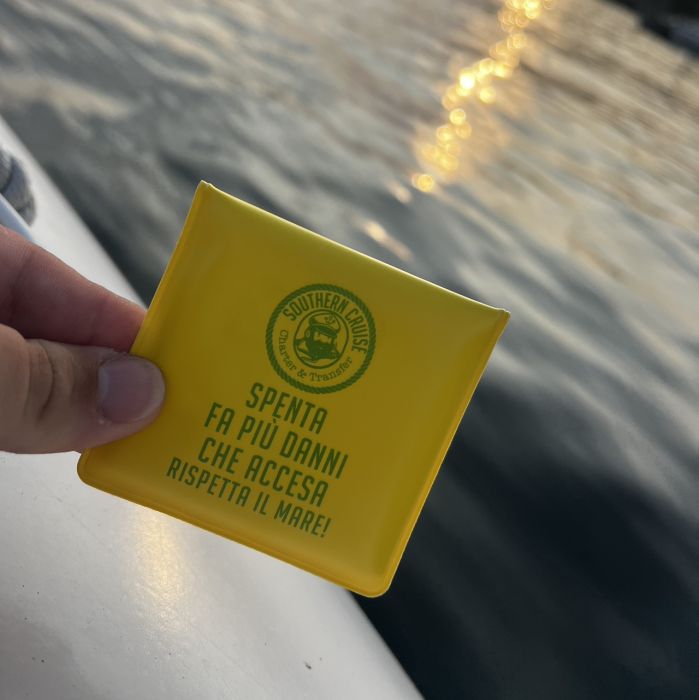 SOUTHERN CRUISE
Charter & Transfer
SPENTA
FA PIÙ DANNI
CHE ACCESA
RISPETTA IL MARE!